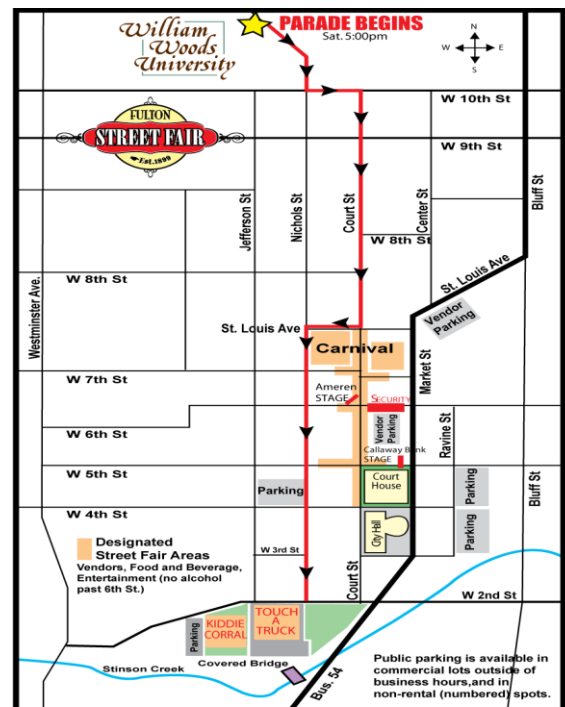 William
Woods
University
PARADE BEGINS
Sat. 5:00pm
N
W E
S
FULTON
STREET FAIR
Est.1899
W 10th St
W 9th St
Jefferson St
Nichols St
Court St
Center St
Bluff St
W 8th St
Westminster Ave.
W 8th St
St. Louis Ave
Vendor
Parking
St. Louis Ave
Carnival
Market St
W 7th St
Ameren
STAGE
SECURITY
Vendor
Parking
Ravine St
W 6th St
Callaway Bank
STAGE
W 5th St
Court
House
Parking
Parking
Bluff St
W 4th St
City Hall
Parking
Designated
Street Fair Areas
Vendors, Food and Beverage,
Entertainment (no alcohol
past 6th St.)
W 3rd St
Court St
W 2nd St
Parking
KIDDIE
CORRAL
TOUCH
A
TRUCK
Covered Bridge
Stinson Creek
Bus. 54
Public parking is available in
commercial lots outside of
business hours,and in
non-rental (numbered) spots.